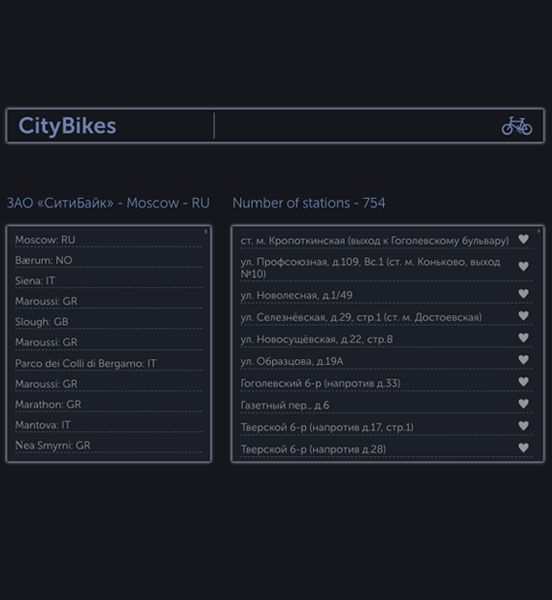 CityBikes
ЗАО «СитиБайк» - Moscow - RU
Moscow: RU
Bærum: NO
Siena: IT
Maroussi: GR
Slough: GB
Maroussi: GR
Parco dei Colli di Bergamo: IT
Maroussi: GR
Marathon: GR
Mantova: IT
Nea Smyrni: GR
Number of stations - 754
ст. м. Кропоткинская (выход к Гоголевскому бульвару)
ул. Профсоюзная, д.109, Вс.1 (ст. м. Коньково, выход
№10)
ул. Новолесная, д.1/49
ул. Селезнёвская, д.29, стр.1 (ст. м. Достоевская)
ул. Новосущёвская, д.22, стр.8
ул. Образцова, д.19А
Гоголевский б-р (напротив д.33)
Газетный пер., д.6
Тверской б-р (напротив д.17, стр.1)
Тверской б-р (напротив д.28)